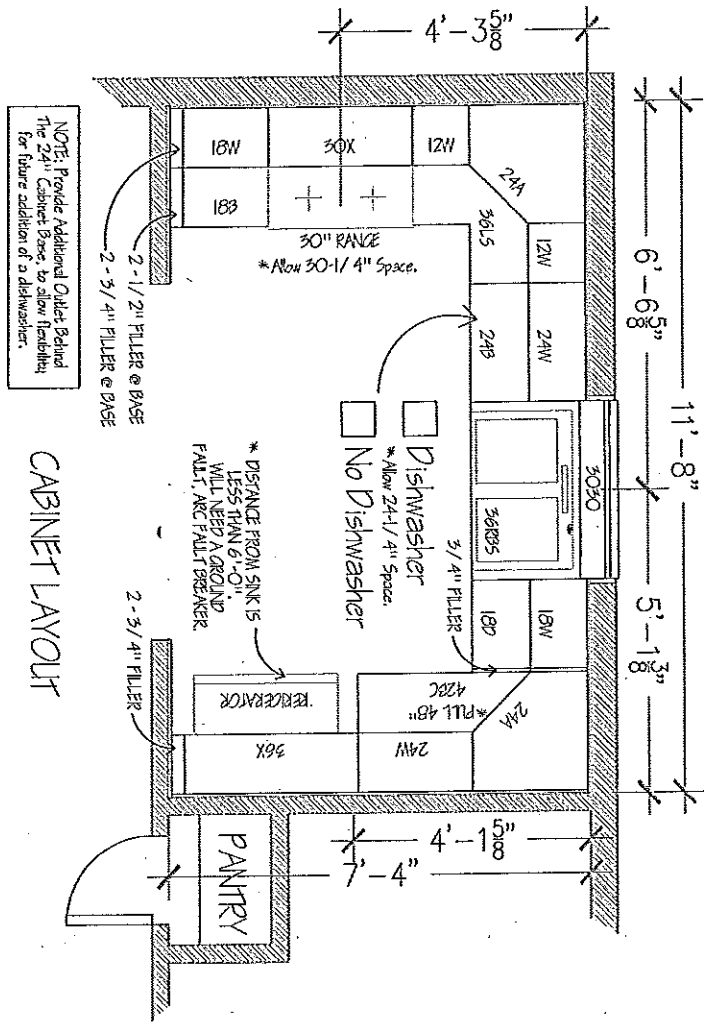 11'-8"
6'-6 5/8"
5'-1 3/8"
4'-3 5/8"
4'-1 5/8"
7'-4"
24A
12W
24W
3030
18W
24A
12W
36LS
24B
36RBS
18D
42BC
*PULL 48"
24W
30X
18W
18B
30" RANGE
*Allow 30-1/4" Space.
Dishwasher
*Allow 24-1/4" Space.
No Dishwasher
3/4" FILLER
* DISTANCE FROM SINK IS
LESS THAN 6'-0".
WILL NEED A GROUND
FAULT, ARC FAULT BREAKER.
REFRIGERATOR
36X
PANTRY
2-1/2" FILLER @ BASE
2-3/4" FILLER @ BASE
2-3/4" FILLER
NOTE: Provide Additional Outlet Behind
The 24" Cabinet Base, to allow flexibility
for future addition of a dishwasher.
CABINET LAYOUT